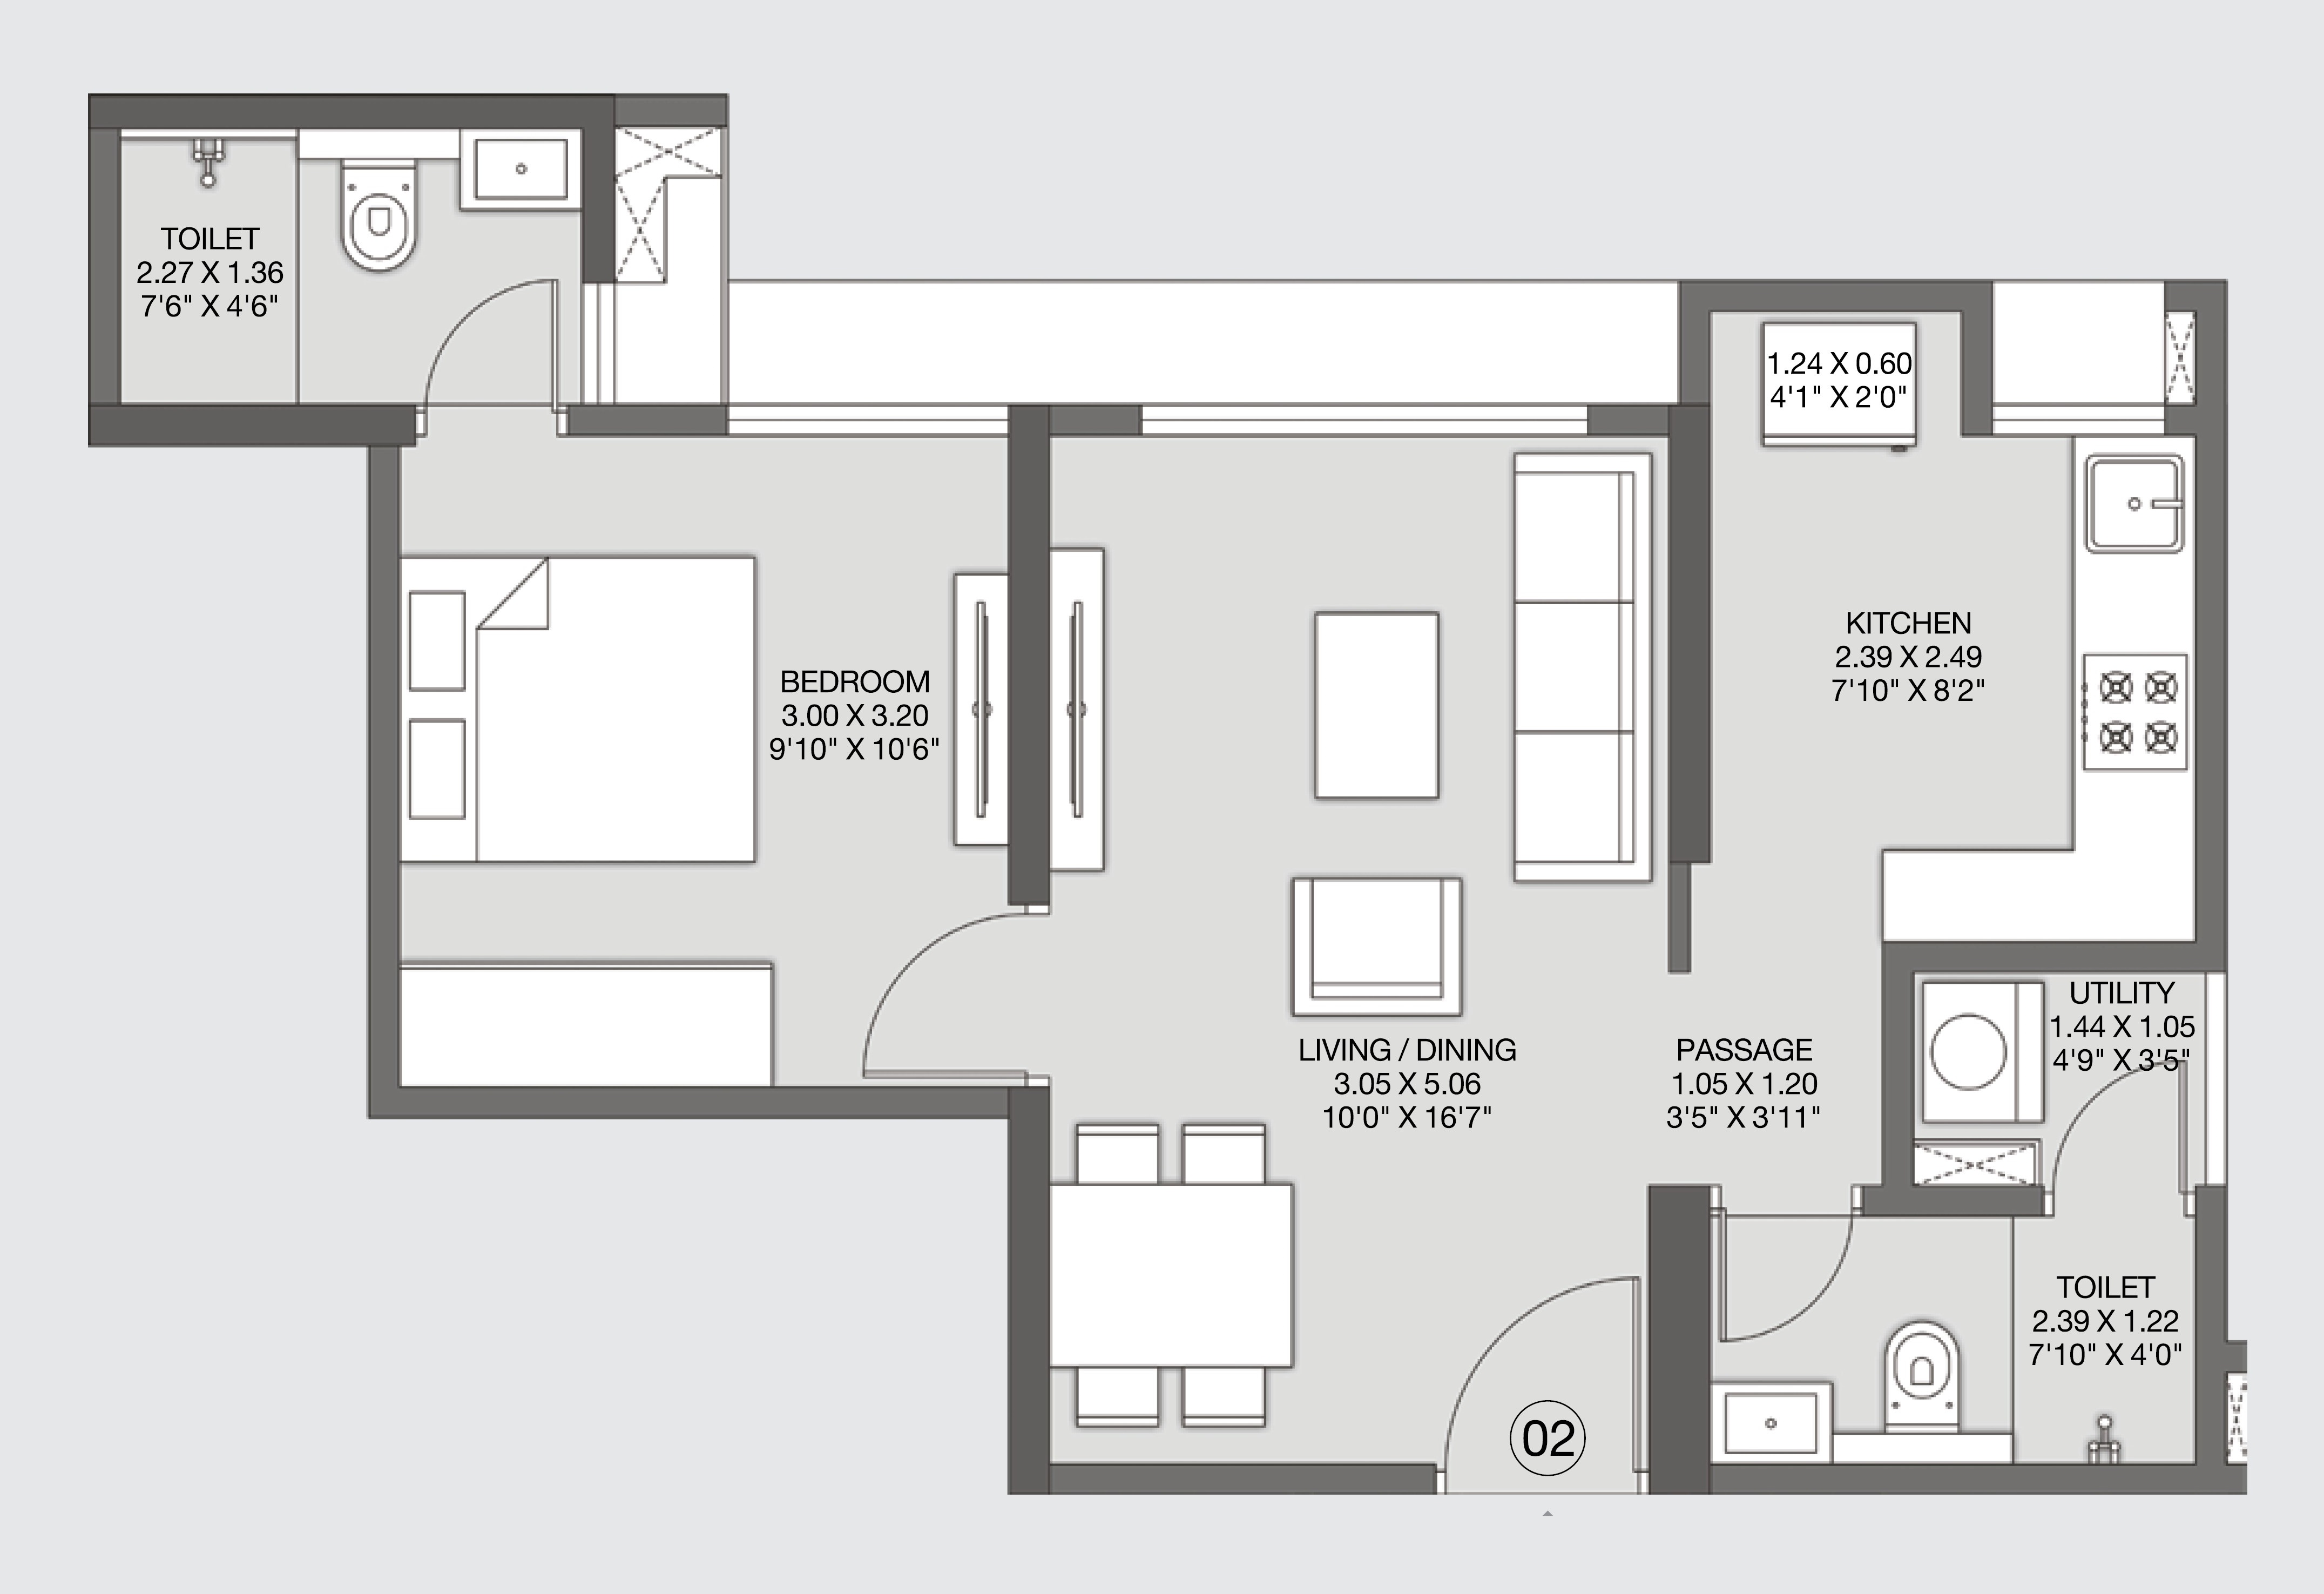 TOILET
2.27 X 1.36
7'6" X 4'6"
1.24 X 0.60
4'1" X 2'0"
KITCHEN
2.39 X 2.49
7'10" X 8'2"
BEDROOM
3.00 X 3.20
9'10" X 10'6"
LIVING / DINING
3.05 X 5.06
10'0" X 16'7"
PASSAGE
1.05 X 1.20
3'5" X 3'11"
UTILITY
1.44 X 1.05
4'9" X 3'5"
TOILET
2.39 X 1.22
7'10" X 4'0"
02